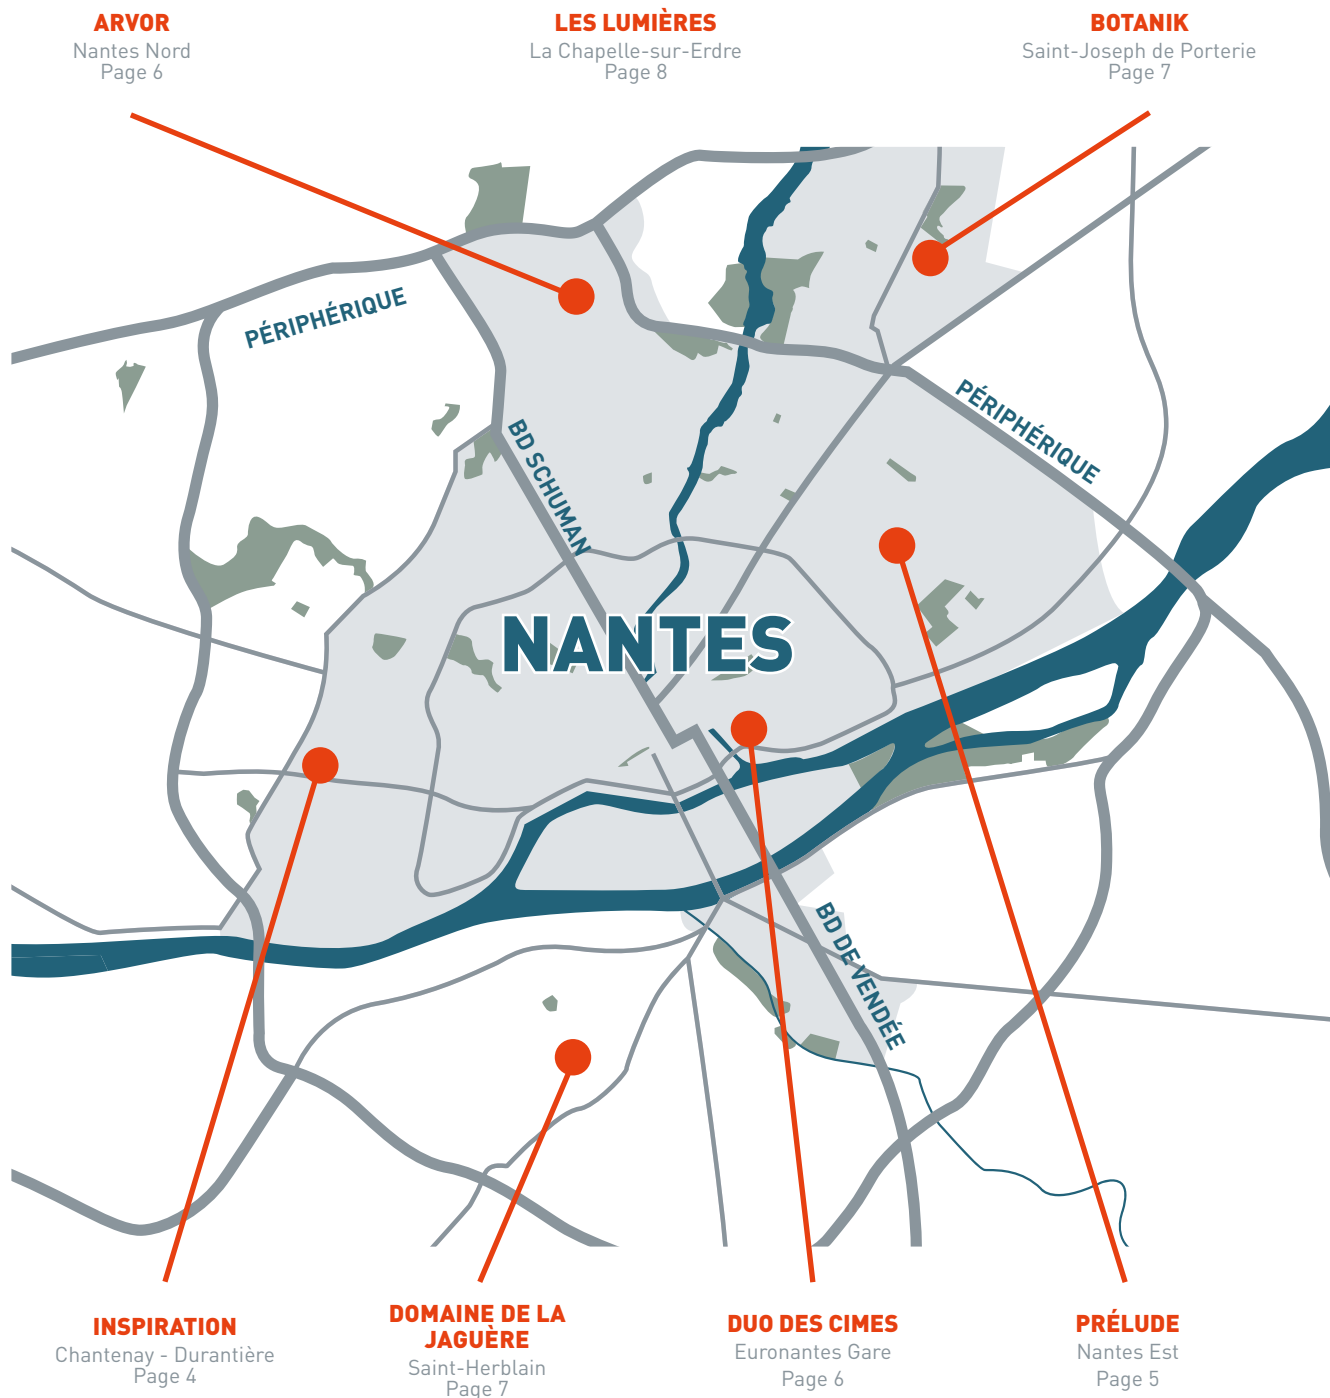 ARVOR
Nantes Nord
Page 6
LES LUMIÈRES
La Chapelle-sur-Erdre
Page 8
BOTANIK
Saint-Joseph de Porterie
Page 7
PÉRIPHÉRIQUE
PÉRIPHÉRIQUE
BD SCHUMAN
NANTES
BD DE VENDÉE
INSPIRATION
Chantenay - Durantière
Page 4
DOMAINE DE LA
JAGUÈRE
Saint-Herblain
Page 7
DUO DES CIMES
Euronantes Gare
Page 6
PRÉLUDE
Nantes Est
Page 5